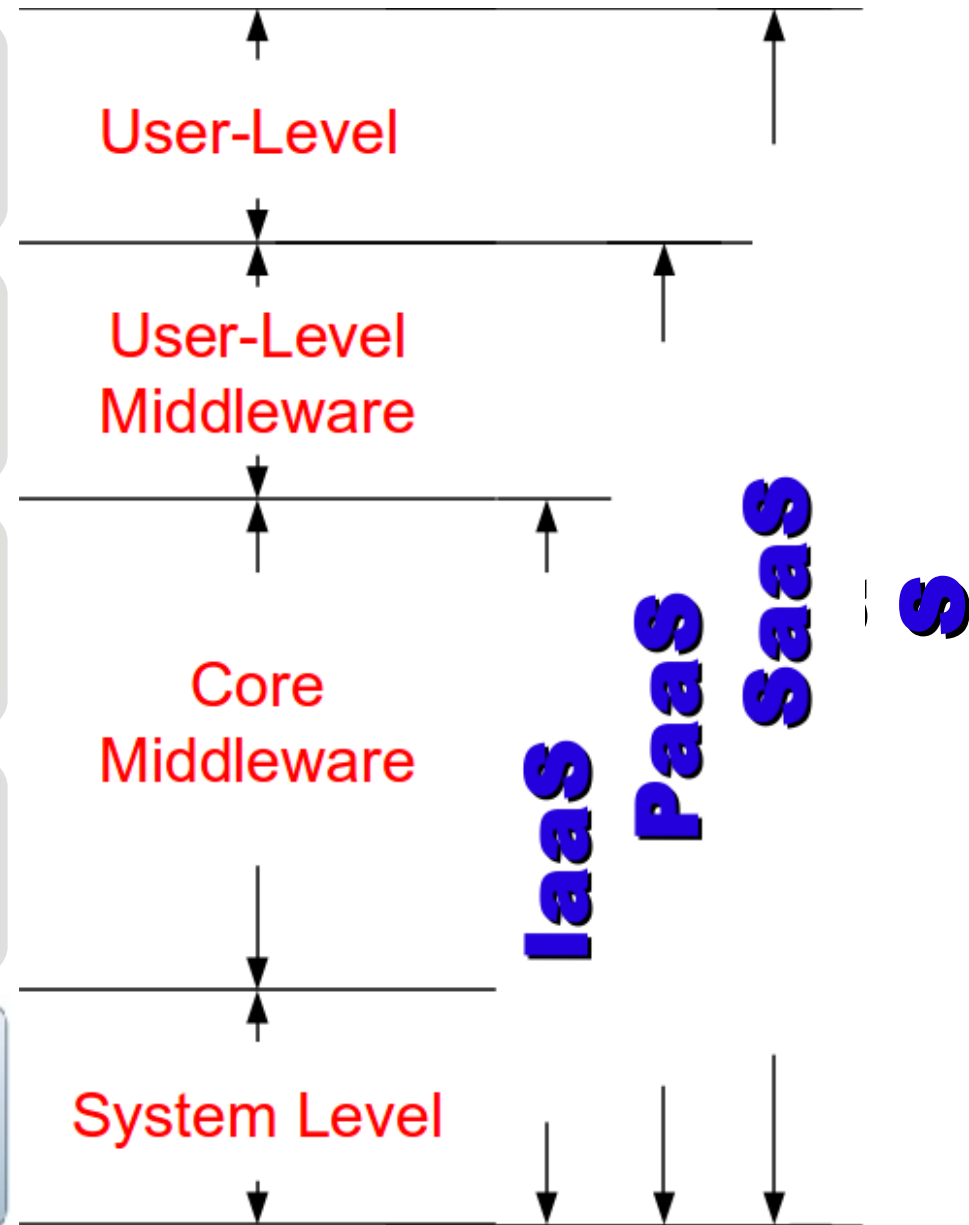 User-Level
User-Level
Middleware
Core
Middleware
System Level
IaaS
PaaS
SaaS
s